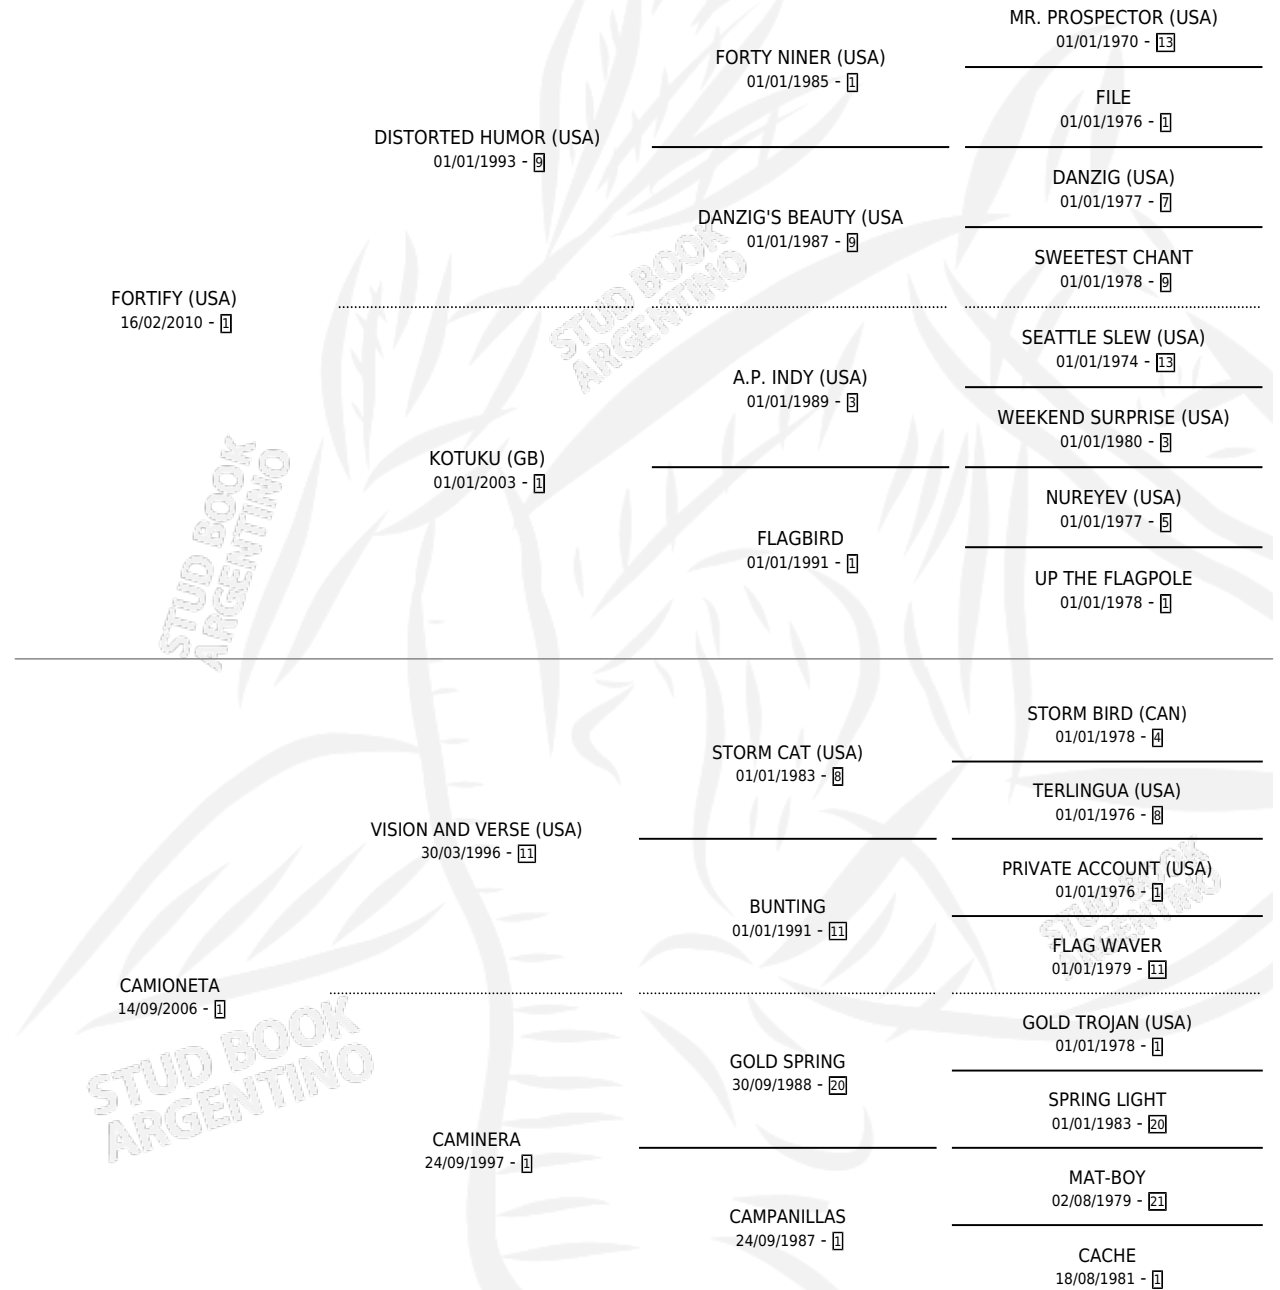 MR. PROSPECTOR (USA)
01/01/1970 - 13
FORTY NINER (USA)
01/01/1985 - 1
FILE
01/01/1976 - 1
DISTORTED HUMOR (USA)
01/01/1993 - 9
DANZIG (USA)
01/01/1977 - 7
DANZIG'S BEAUTY (USA
01/01/1987 - 9
SWEETEST CHANT
01/01/1978 - 9
FORTIFY (USA)
16/02/2010 - 1
SEATTLE SLEW (USA)
01/01/1974 - 13
A.P. INDY (USA)
01/01/1989 - 3
WEEKEND SURPRISE (USA)
01/01/1980 - 3
KOTUKU (GB)
01/01/2003 - 1
NUREYEV (USA)
01/01/1977 - 5
FLAGBIRD
01/01/1991 - 1
UP THE FLAGPOLE
01/01/1978 - 1
STUD BOOK
ARGENTINO
STUD BOOK
ARGENTINO
STORM BIRD (CAN)
01/01/1978 - 4
STORM CAT (USA)
01/01/1983 - 8
TERLINGUA (USA)
01/01/1976 - 8
VISION AND VERSE (USA)
30/03/1996 - 11
PRIVATE ACCOUNT (USA)
01/01/1976 - 1
BUNTING
01/01/1991 - 11
FLAG WAVER
01/01/1979 - 11
CAMIONETA
14/09/2006 - 1
GOLD TROJAN (USA)
01/01/1978 - 1
GOLD SPRING
30/09/1988 - 20
SPRING LIGHT
01/01/1983 - 20
CAMINERA
24/09/1997 - 1
MAT-BOY
02/08/1979 - 21
CAMPANILLAS
24/09/1987 - 1
CACHE
18/08/1981 - 1
STUD BOOK
ARGENTINO
STUD BOOK
ARGENTINO